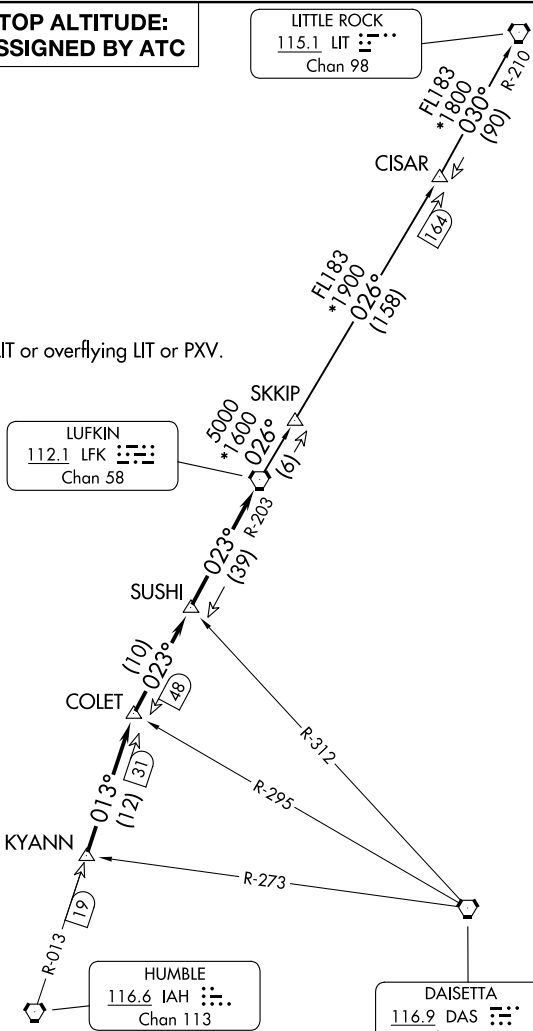 TOP ALTITUDE:
SSIGNED BY ATC
LITTLE ROCK
115.1 LIT
Chan 98
R-210
FL183
*1800
030°
(90)
CISAR
164
FL183
*1900
026°
(158)
IT or overflying LIT or PXV.
SKKIP
5000
*1600
026°
(6)
LUFKIN
112.1 LFK
Chan 58
R-203
023°
(39)
SUSHI
(10)
023°
48
COLET
R-312
31
013°
(12)
R-295
KYANN
R-273
19
R-013
HUMBLE
116.6 IAH
Chan 113
DAISETTA
116.9 DAS